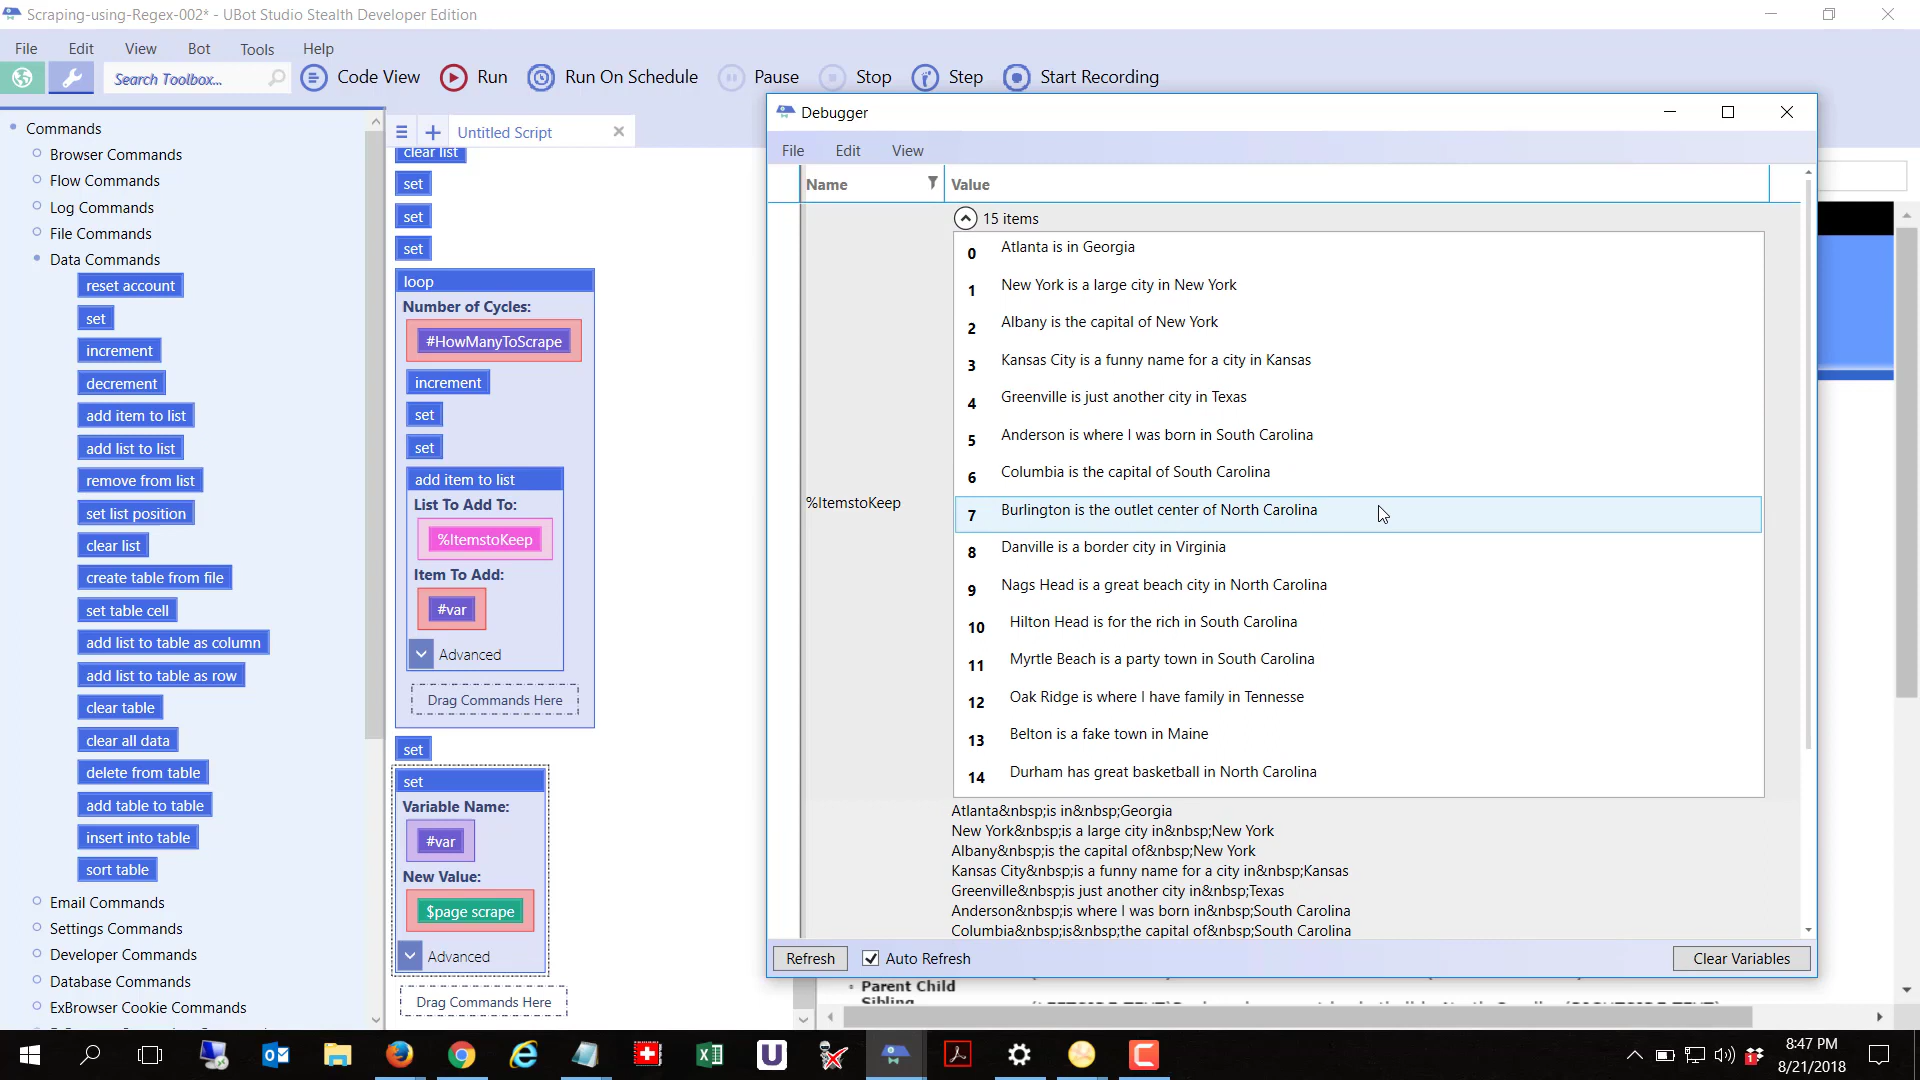 Scraping-using-Regex-002* - UBot Studio Stealth Developer Edition
File Edit View Bot Tools Help
Search Toolbox... Code View Run Run On Schedule Pause Stop Step Start Recording
Commands
Browser Commands
Flow Commands
Log Commands
File Commands
Data Commands
reset account
set
increment
decrement
add item to list
add list to list
remove from list
set list position
clear list
create table from file
set table cell
add list to table as column
add list to table as row
clear table
clear all data
delete from table
add table to table
insert into table
sort table
Email Commands
Settings Commands
Developer Commands
Database Commands
ExBrowser Cookie Commands
Untitled Script
clear list
set
set
set
loop
Number of Cycles:
#HowManyToScrape
increment
set
set
add item to list
List To Add To:
%ItemstoKeep
Item To Add:
#var
Advanced
Drag Commands Here
set
set
Variable Name:
#var
New Value:
$page scrape
Advanced
Drag Commands Here
Debugger
File Edit View
Name Value
15 items
%ItemstoKeep
0 Atlanta is in Georgia
1 New York is a large city in New York
2 Albany is the capital of New York
3 Kansas City is a funny name for a city in Kansas
4 Greenville is just another city in Texas
5 Anderson is where I was born in South Carolina
6 Columbia is the capital of South Carolina
7 Burlington is the outlet center of North Carolina
8 Danville is a border city in Virginia
9 Nags Head is a great beach city in North Carolina
10 Hilton Head is for the rich in South Carolina
11 Myrtle Beach is a party town in South Carolina
12 Oak Ridge is where I have family in Tennesse
13 Belton is a fake town in Maine
14 Durham has great basketball in North Carolina
Atlanta&nbsp;is in&nbsp;Georgia
New York&nbsp;is a large city in&nbsp;New York
Albany&nbsp;is the capital of&nbsp;New York
Kansas City&nbsp;is a funny name for a city in&nbsp;Kansas
Greenville&nbsp;is just another city in&nbsp;Texas
Anderson&nbsp;is where I was born in&nbsp;South Carolina
Columbia&nbsp;is&nbsp;the capital of&nbsp;South Carolina
Refresh Auto Refresh Clear Variables
Parent Child
Sibling
8:47 PM
8/21/2018